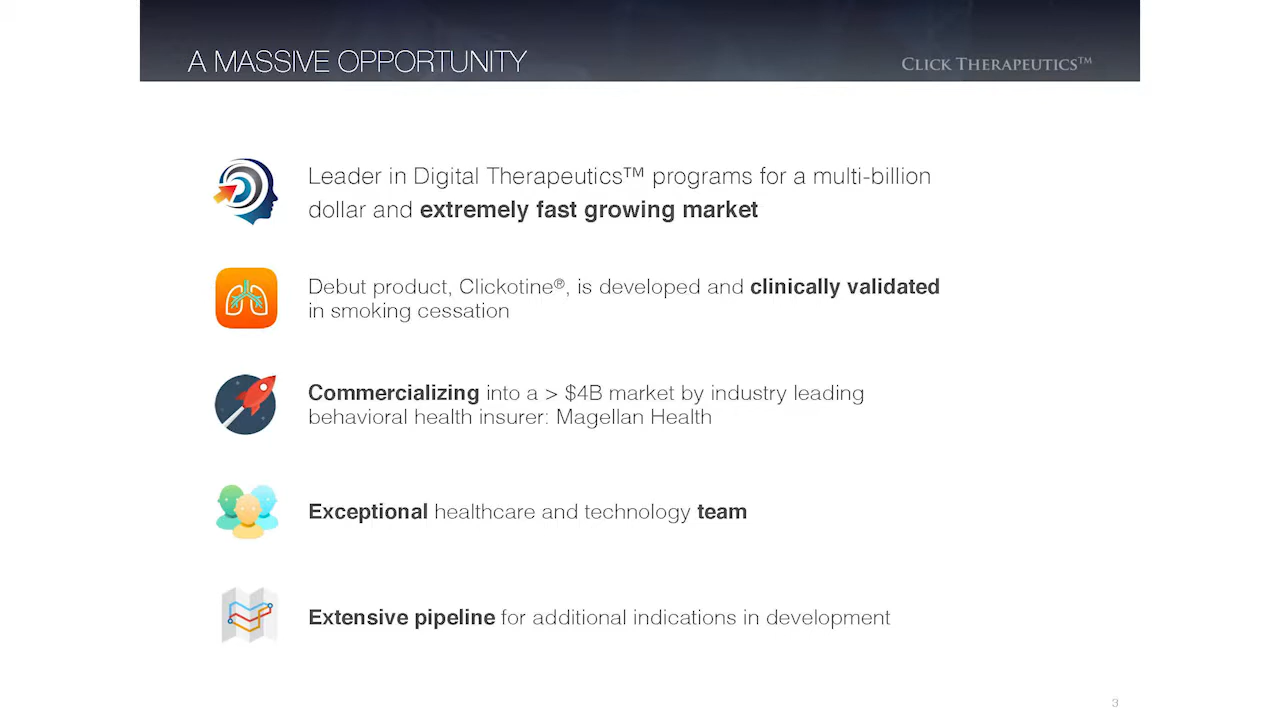 A MASSIVE OPPORTUNITY
CLICK THERAPEUTICS™
Leader in Digital Therapeutics™ programs for a multi-billion
dollar and extremely fast growing market
Debut product, Clickotine®, is developed and clinically validated
in smoking cessation
Commercializing into a > $4B market by industry leading
behavioral health insurer: Magellan Health
Exceptional healthcare and technology team
Extensive pipeline for additional indications in development
3